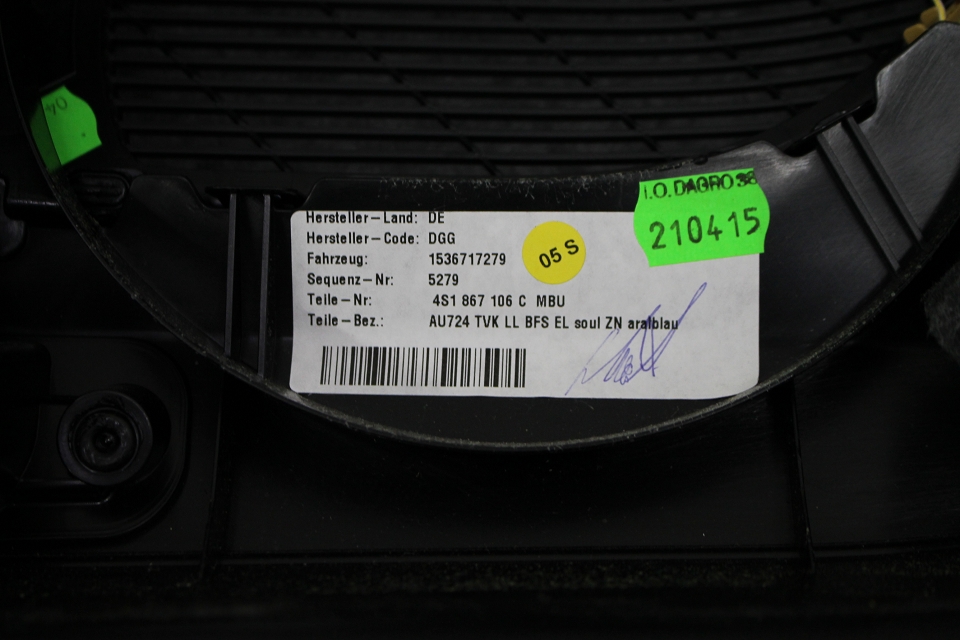 40
I.O. DAGRO 38
210415
05 S
Hersteller-Land: DE
Hersteller-Code: DGG
Fahrzeug: 1536717279
Sequenz-Nr: 5279
Teile-Nr: 4S1 867 106 C MBU
Teile-Bez.: AU724 TVK LL BFS EL soul ZN aralblau